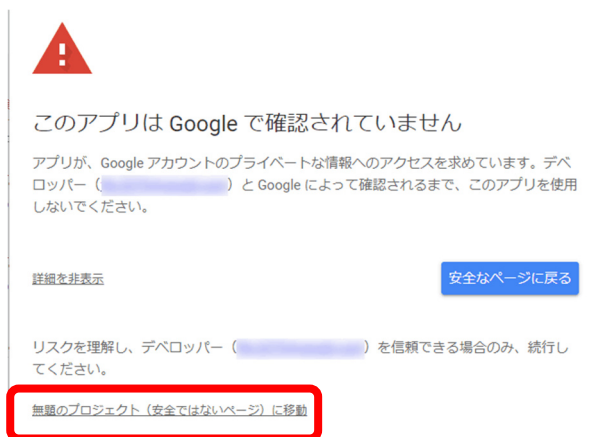 このアプリは Google で確認されていません
アプリが、Google アカウントのプライベートな情報へのアクセスを求めています。デベ
ロッパー（ ）と Google によって確認されるまで、このアプリを使用
しないでください。
詳細を非表示
安全なページに戻る
リスクを理解し、デベロッパー（ ）を信頼できる場合のみ、続行し
てください。
無題のプロジェクト（安全ではないページ）に移動